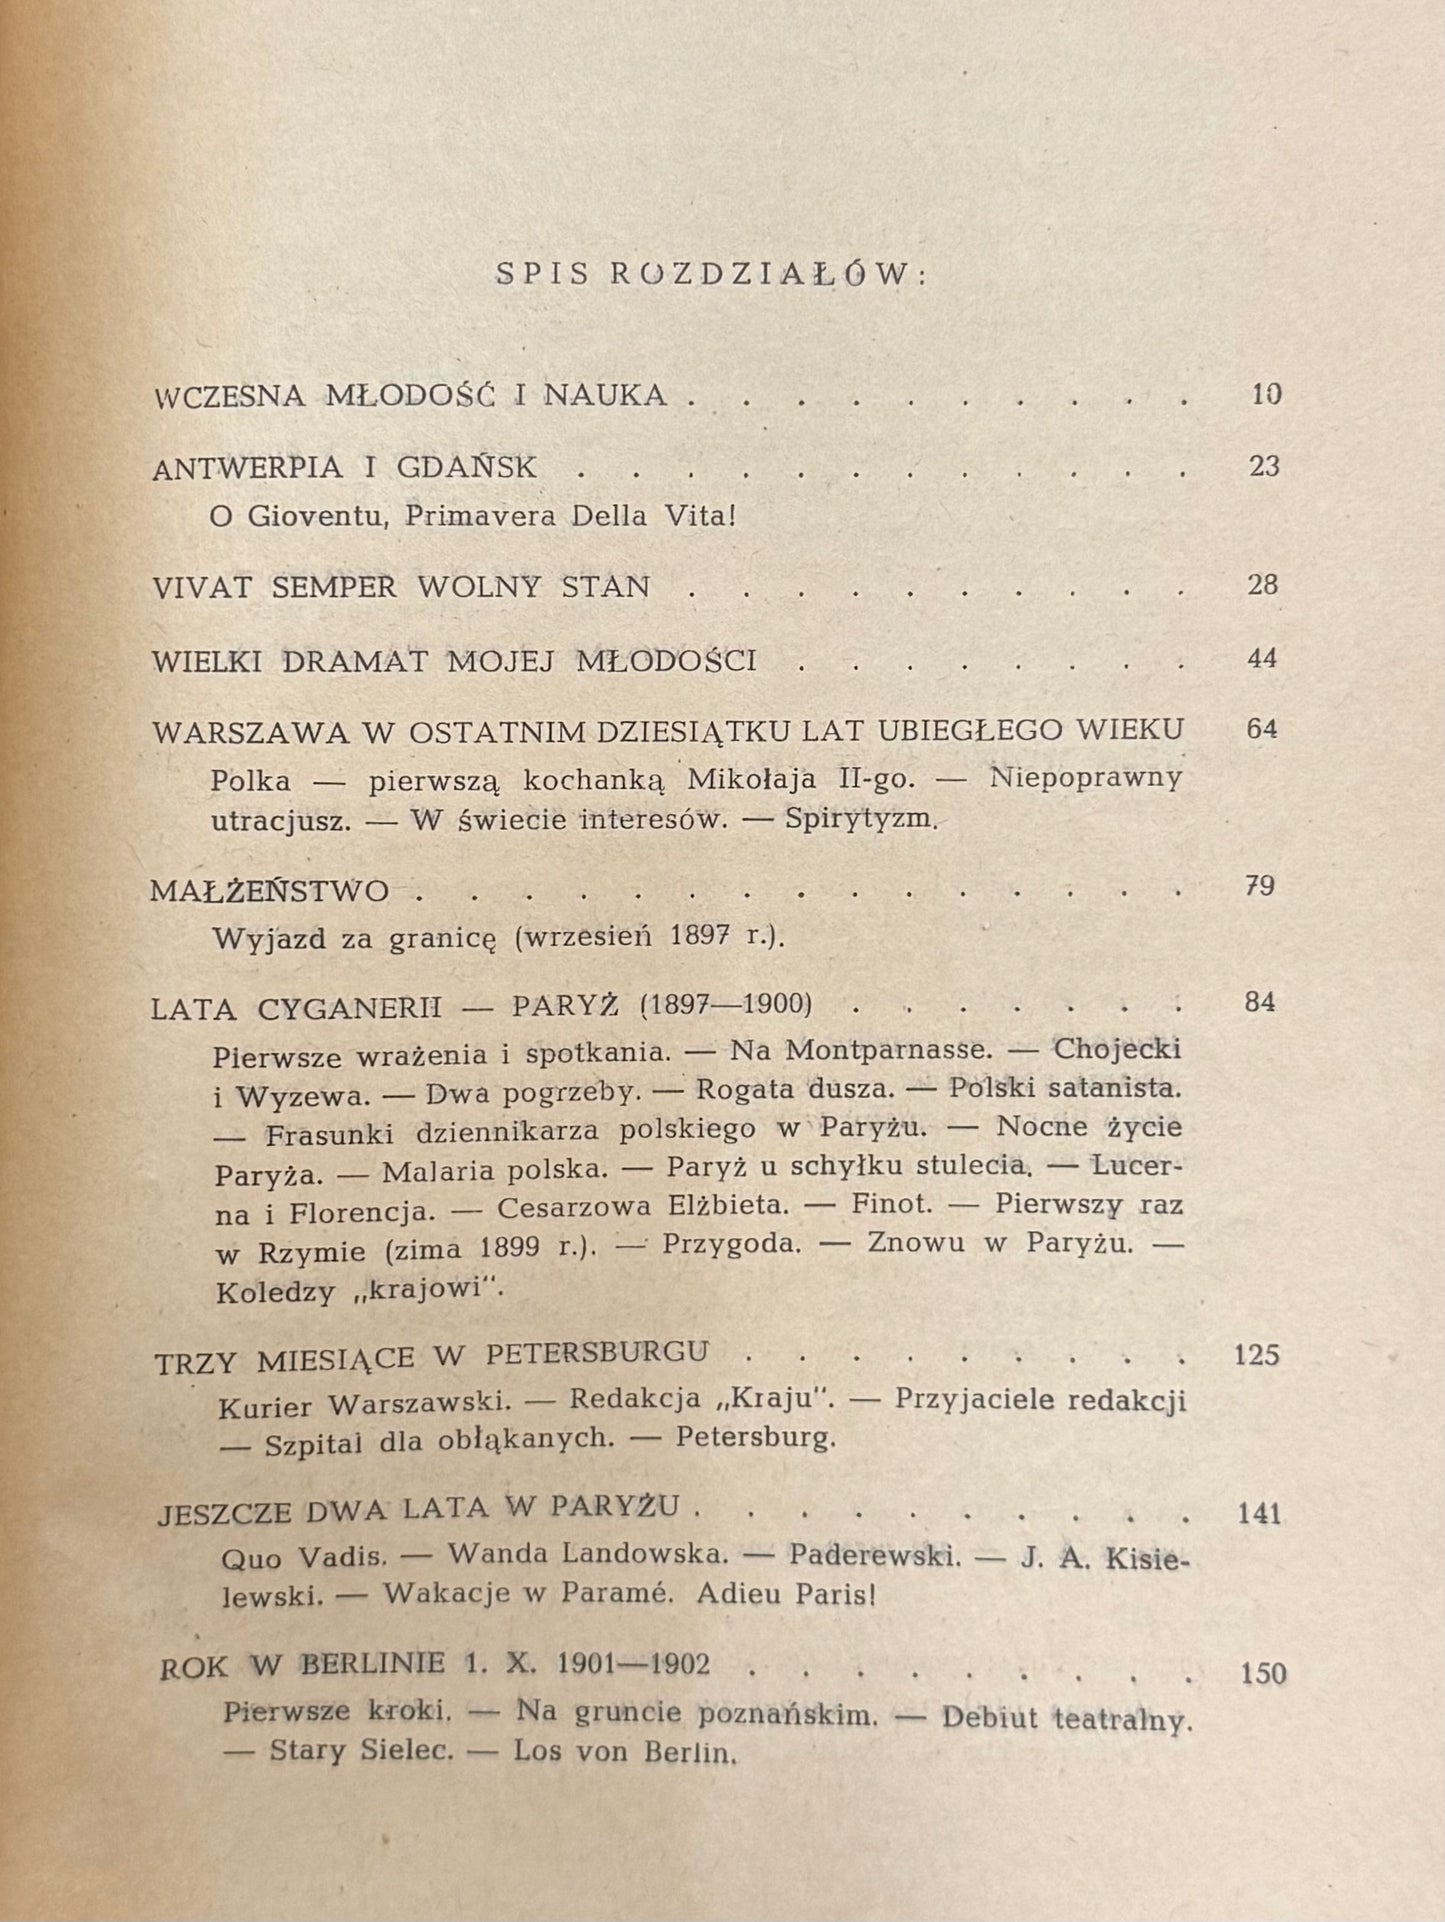 SPIS ROZDZIAŁÓW:
WCZESNA MŁODOŚĆ I NAUKA . . . . . . . . . . 10
ANTWERPIA I GDAŃSK . . . . . . . . . . . . 23
O Gioventu, Primavera Della Vita!
VIVAT SEMPER WOLNY STAN . . . . . . . . . . 28
WIELKI DRAMAT MOJEJ MŁODOŚCI . . . . . . . . 44
WARSZAWA W OSTATNIM DZIESIĄTKU LAT UBIEGŁEGO WIEKU 64
Polka — pierwszą kochanką Mikołaja II-go. — Niepoprawny
utracjusz. — W świecie interesów. — Spirytyzm.
MAŁŻEŃSTWO . . . . . . . . . . . . . . . 79
Wyjazd za granicę (wrzesień 1897 r.).
LATA CYGANERII — PARYŻ (1897—1900) . . . . . . . 84
Pierwsze wrażenia i spotkania. — Na Montparnasse. — Chojecki
i Wyzewa. — Dwa pogrzeby. — Rogata dusza. — Polski satanista.
— Frasunki dziennikarza polskiego w Paryżu. — Nocne życie
Paryża. — Malaria polska. — Paryż u schyłku stulecia. — Lucer-
na i Florencja. — Cesarzowa Elżbieta. — Finot. — Pierwszy raz
w Rzymie (zima 1899 r.). — Przygoda. — Znowu w Paryżu. —
Koledzy „krajowi“.
TRZY MIESIĄCE W PETERSBURGU . . . . . . . . . 125
Kurier Warszawski. — Redakcja „Kraju“. — Przyjaciele redakcji
— Szpital dla obłąkanych. — Petersburg.
JESZCZE DWA LATA W PARYŻU . . . . . . . . . . 141
Quo Vadis. — Wanda Landowska. — Paderewski. — J. A. Kisie-
lewski. — Wakacje w Paramé. Adieu Paris!
ROK W BERLINIE 1. X. 1901—1902 . . . . . . . . . 150
Pierwsze kroki. — Na gruncie poznańskim. — Debiut teatralny.
— Stary Sielec. — Los von Berlin.